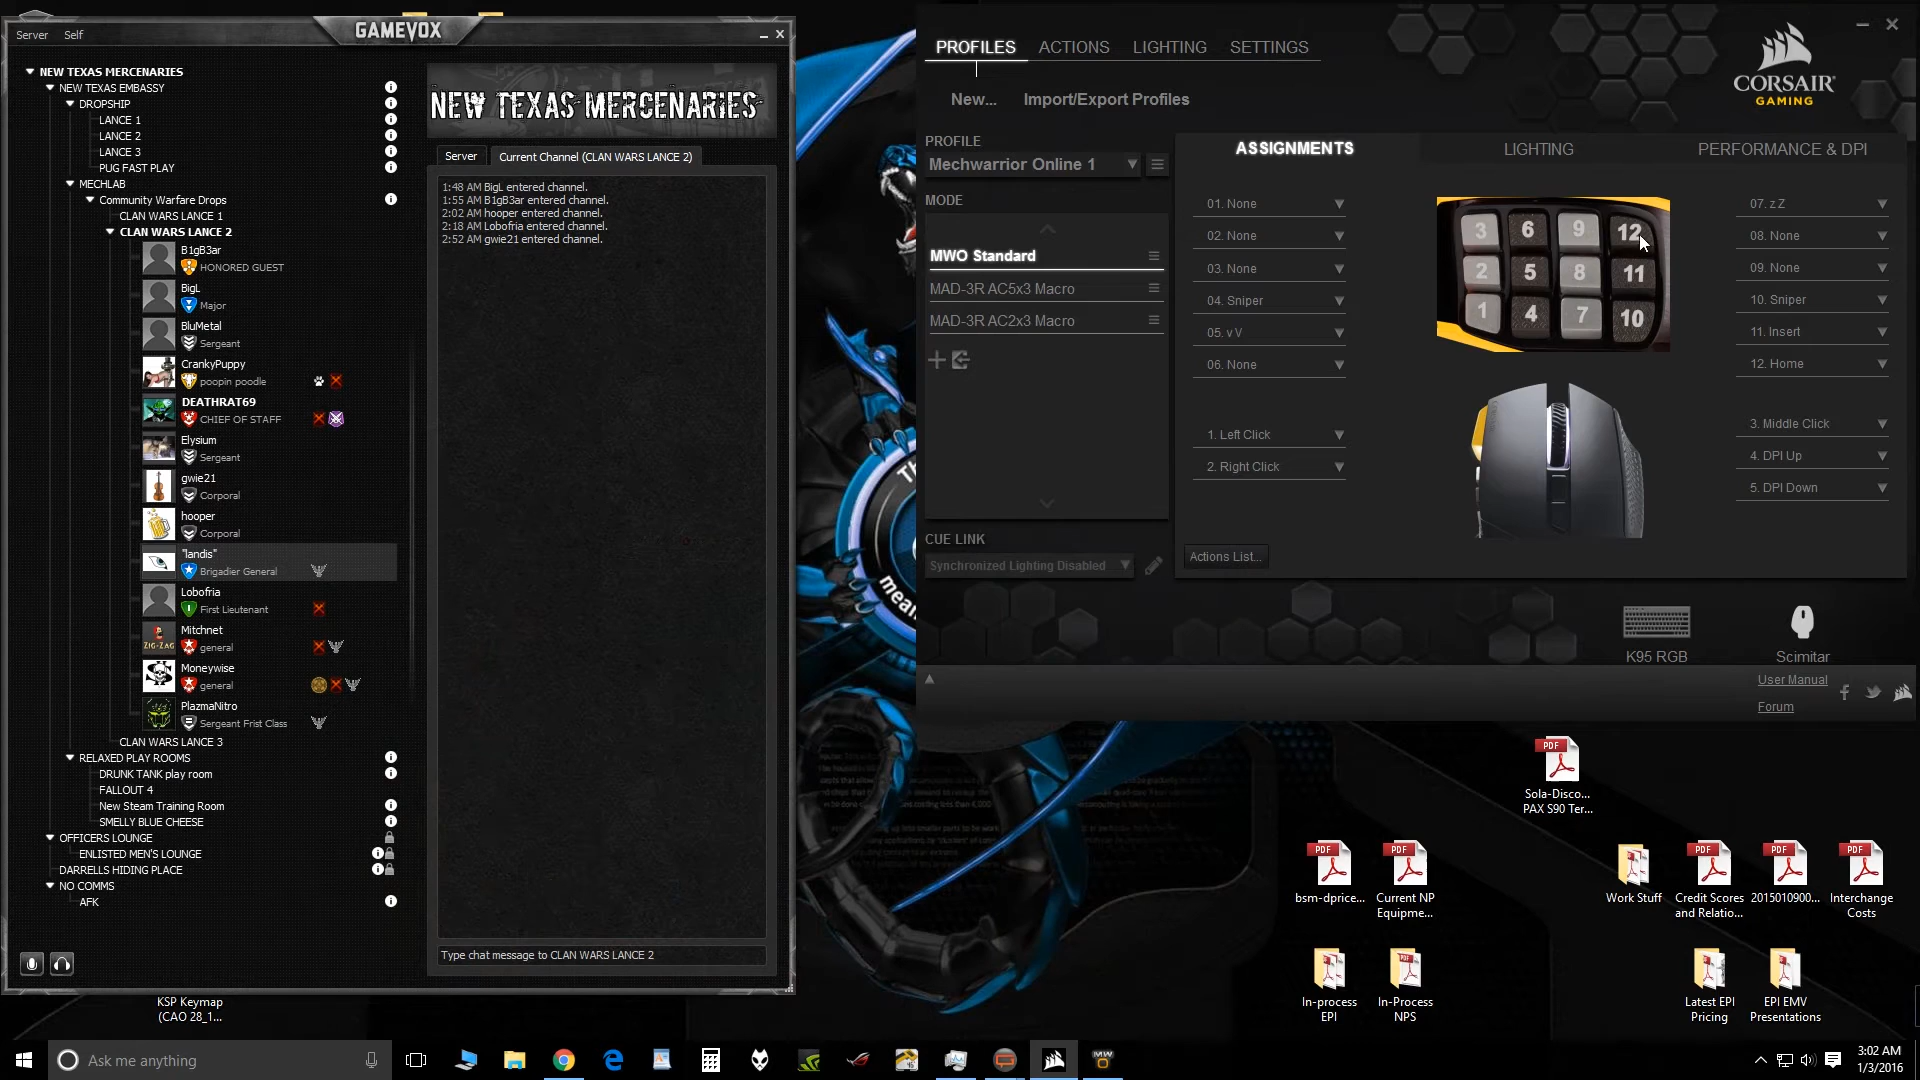 Server Self
GAMEVOX
NEW TEXAS MERCENARIES
NEW TEXAS EMBASSY
DROPSHIP
LANCE 1
LANCE 2
LANCE 3
PUG FAST PLAY
MECHLAB
Community Warfare Drops
CLAN WARS LANCE 1
CLAN WARS LANCE 2
B1gB3ar
HONORED GUEST
BigL
Major
BluMetal
Sergeant
CrankyPuppy
poopin poodle
DEATHRAT69
CHIEF OF STAFF
Elysium
Sergeant
gwie21
Corporal
hooper
Corporal
"landis"
Brigadier General
Lobofria
First Lieutenant
ZIG-ZAG
Mitchnet
general
Moneywise
general
PlazmaNitro
Sergeant Frist Class
CLAN WARS LANCE 3
RELAXED PLAY ROOMS
DRUNK TANK play room
FALLOUT 4
New Steam Training Room
SMELLY BLUE CHEESE
OFFICERS LOUNGE
ENLISTED MEN'S LOUNGE
DARRELLS HIDING PLACE
NO COMMS
AFK
NEW TEXAS MERCENARIES
Server
Current Channel (CLAN WARS LANCE 2)
1:48 AM BigL entered channel.
1:55 AM B1gB3ar entered channel.
2:02 AM hooper entered channel.
2:18 AM Lobofria entered channel.
2:52 AM gwie21 entered channel.
Type chat message to CLAN WARS LANCE 2
PROFILES ACTIONS LIGHTING SETTINGS
New... Import/Export Profiles
CORSAIR
GAMING
PROFILE
Mechwarrior Online 1
MODE
MWO Standard
MAD-3R AC5x3 Macro
MAD-3R AC2x3 Macro
CUE LINK
Synchronized Lighting Disabled
ASSIGNMENTS LIGHTING PERFORMANCE & DPI
01. None
02. None
03. None
04. Sniper
05. v V
06. None
1. Left Click
2. Right Click
3 6 9 12
2 5 8 11
1 4 7 10
07. z Z
08. None
09. None
10. Sniper
11. Insert
12. Home
3. Middle Click
4. DPI Up
5. DPI Down
Actions List...
K95 RGB
Scimitar
User Manual
Forum
Th
mean
PDF
Sola-Disco...
PAX S90 Ter...
PDF
bsm-dprice...
PDF
Current NP
Equipme...
Work Stuff
PDF
Credit Scores
and Relatio...
PDF
2015010900...
PDF
Interchange
Costs
In-process
EPI
In-Process
NPS
Latest EPI
Pricing
EPI EMV
Presentations
KSP Keymap
(CAO 28_1...
Ask me anything
3:02 AM
1/3/2016